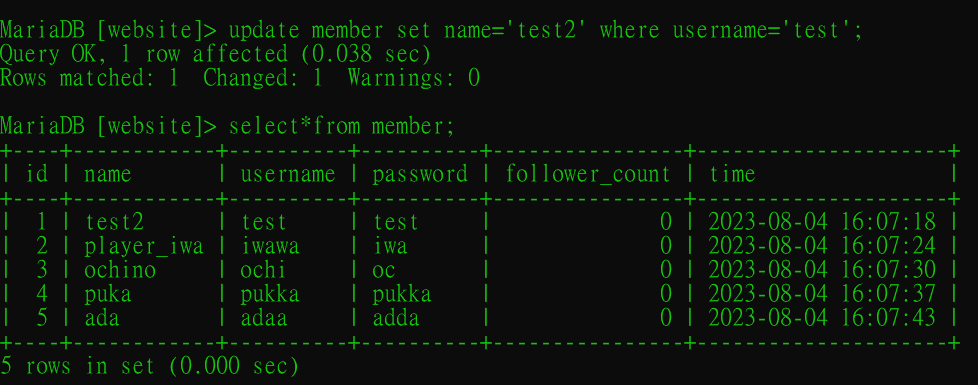 MariaDB [website]> update member set name='test2' where username='test';
Query OK, 1 row affected (0.038 sec)
Rows matched: 1  Changed: 1  Warnings: 0
MariaDB [website]> select*from member;
+----+------------+----------+----------+----------------+---------------------+
| id | name       | username | password | follower_count | time                |
+----+------------+----------+----------+----------------+---------------------+
|  1 | test2      | test     | test     |              0 | 2023-08-04 16:07:18 |
|  2 | player_iwa | iwawa    | iwa      |              0 | 2023-08-04 16:07:24 |
|  3 | ochino     | ochi     | oc       |              0 | 2023-08-04 16:07:30 |
|  4 | puka       | pukka    | pukka    |              0 | 2023-08-04 16:07:37 |
|  5 | ada        | adaa     | adda     |              0 | 2023-08-04 16:07:43 |
+----+------------+----------+----------+----------------+---------------------+
5 rows in set (0.000 sec)